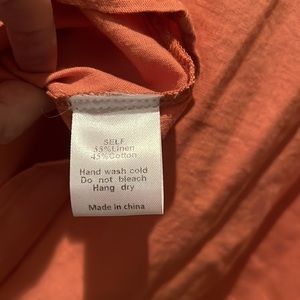 SELF
55%Linen
45%Cotton
Hand wash cold
Do not bleach
Hang dry
Made in china